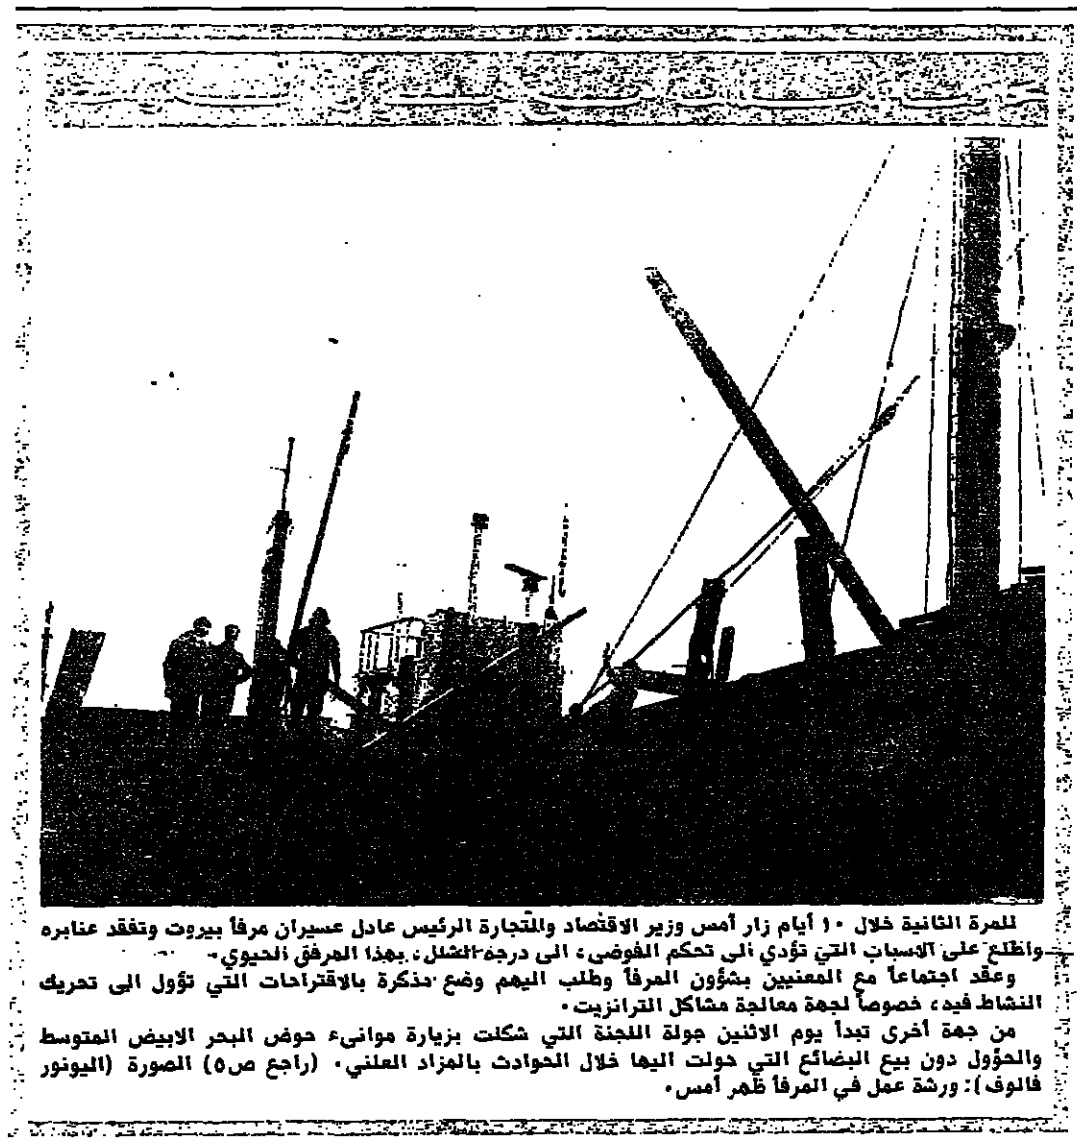 للمرة الثانية خلال ١٠ أيام زار أمس وزير الاقتصاد والتجارة الرئيس عادل عسيران مرفأ بيروت وتفقد عنابره
واطلع على الاسباب التي تؤدي الى تحكم الفوضى، الى درجة الشلل، بهذا المرفق الحيوي.
وعقد اجتماعاً مع المعنيين بشؤون المرفأ وطلب اليهم وضع مذكرة بالاقتراحات التي تؤول الى تحريك
النشاط فيه، خصوصاً لجهة معالجة مشاكل الترانزيت.
من جهة أخرى تبدأ يوم الاثنين جولة اللجنة التي شكلت بزيارة موانىء حوض البحر الابيض المتوسط
والحؤول دون بيع البضائع التي حولت اليها خلال الحوادث بالمزاد العلني. (راجع ص٥) الصورة (اليونور
فالوف): ورشة عمل في المرفأ ظهر أمس.